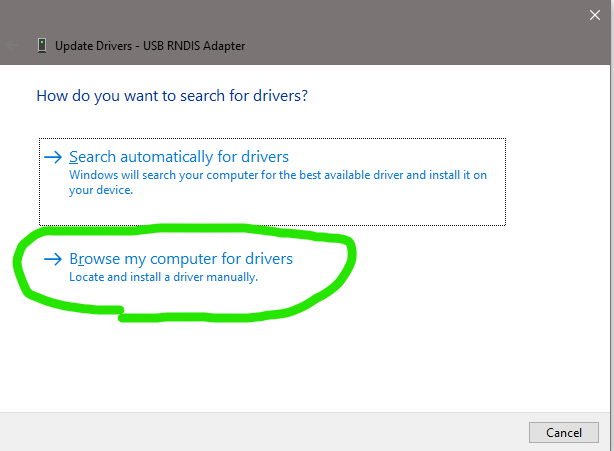 Update Drivers - USB RNDIS Adapter
How do you want to search for drivers?
Search automatically for drivers
Windows will search your computer for the best available driver and install it on
your device.
Browse my computer for drivers
Locate and install a driver manually.
Cancel